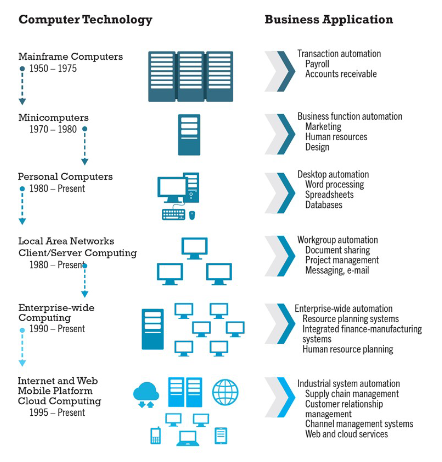 Computer Technology
Business Application
Mainframe Computers
1950 – 1975
Transaction automation
Payroll
Accounts receivable
Minicomputers
1970 – 1980
Business function automation
Marketing
Human resources
Design
Personal Computers
1980 – Present
Desktop automation
Word processing
Spreadsheets
Databases
Local Area Networks
Client/Server Computing
1980 – Present
Workgroup automation
Document sharing
Project management
Messaging, e-mail
Enterprise-wide
Computing
1990 – Present
Enterprise-wide automation
Resource planning systems
Integrated finance-manufacturing
systems
Human resource planning
Internet and Web
Mobile Platform
Cloud Computing
1995 – Present
Industrial system automation
Supply chain management
Customer relationship
management
Channel management systems
Web and cloud services